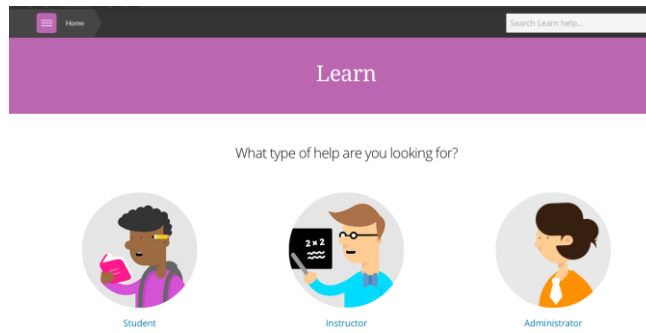 Home
Search Learn help...
Learn
What type of help are you looking for?
2 x 2
Student
Instructor
Administrator